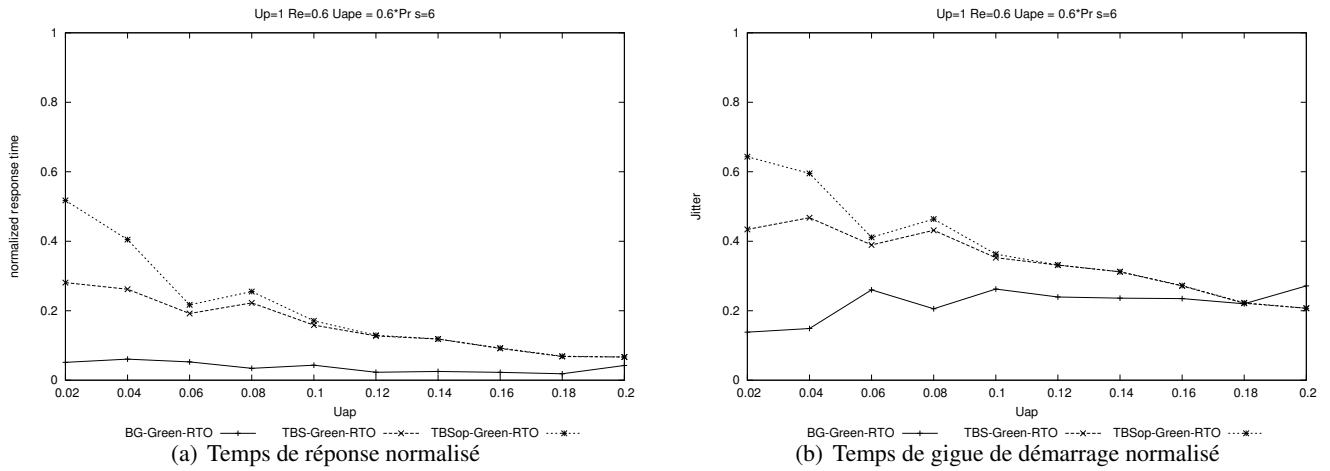 Up=1 Re=0.6 Uape = 0.6*Pr s=6
1
0.8
0.6
0.4
0.2
0
normalized response time
0.02 0.04 0.06 0.08 0.1 0.12 0.14 0.16 0.18 0.2
Uap
BG-Green-RTO TBS-Green-RTO TBSop-Green-RTO
(a) Temps de réponse normalisé
Up=1 Re=0.6 Uape = 0.6*Pr s=6
1
0.8
0.6
0.4
0.2
0
Jitter
0.02 0.04 0.06 0.08 0.1 0.12 0.14 0.16 0.18 0.2
Uap
BG-Green-RTO TBS-Green-RTO TBSop-Green-RTO
(b) Temps de gigue de démarrage normalisé